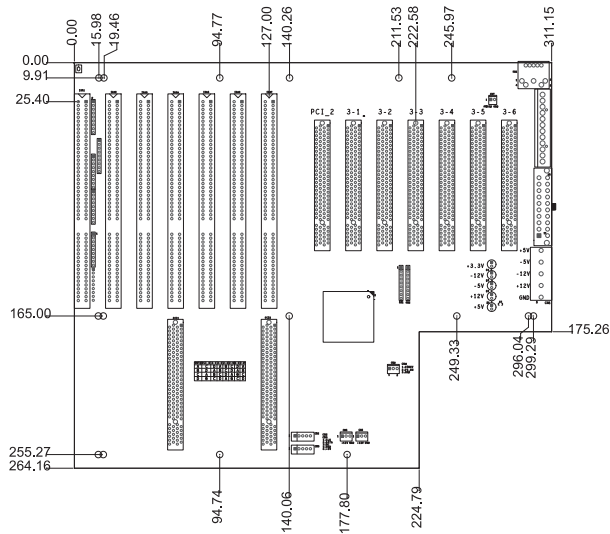 0.00
15.98
19.46
94.77
127.00
140.26
211.53
222.58
245.97
311.15
0.00
9.91
25.40
PCI_2 3-1. 3-2 3-3 3-4 3-5 3-6
+5V
-5V
-12V
+12V
GND
+3.3V
-12V
-5V
+12V
+5V
165.00
175.26
249.33
296.04
299.29
255.27
264.16
94.74
140.06
177.80
224.79